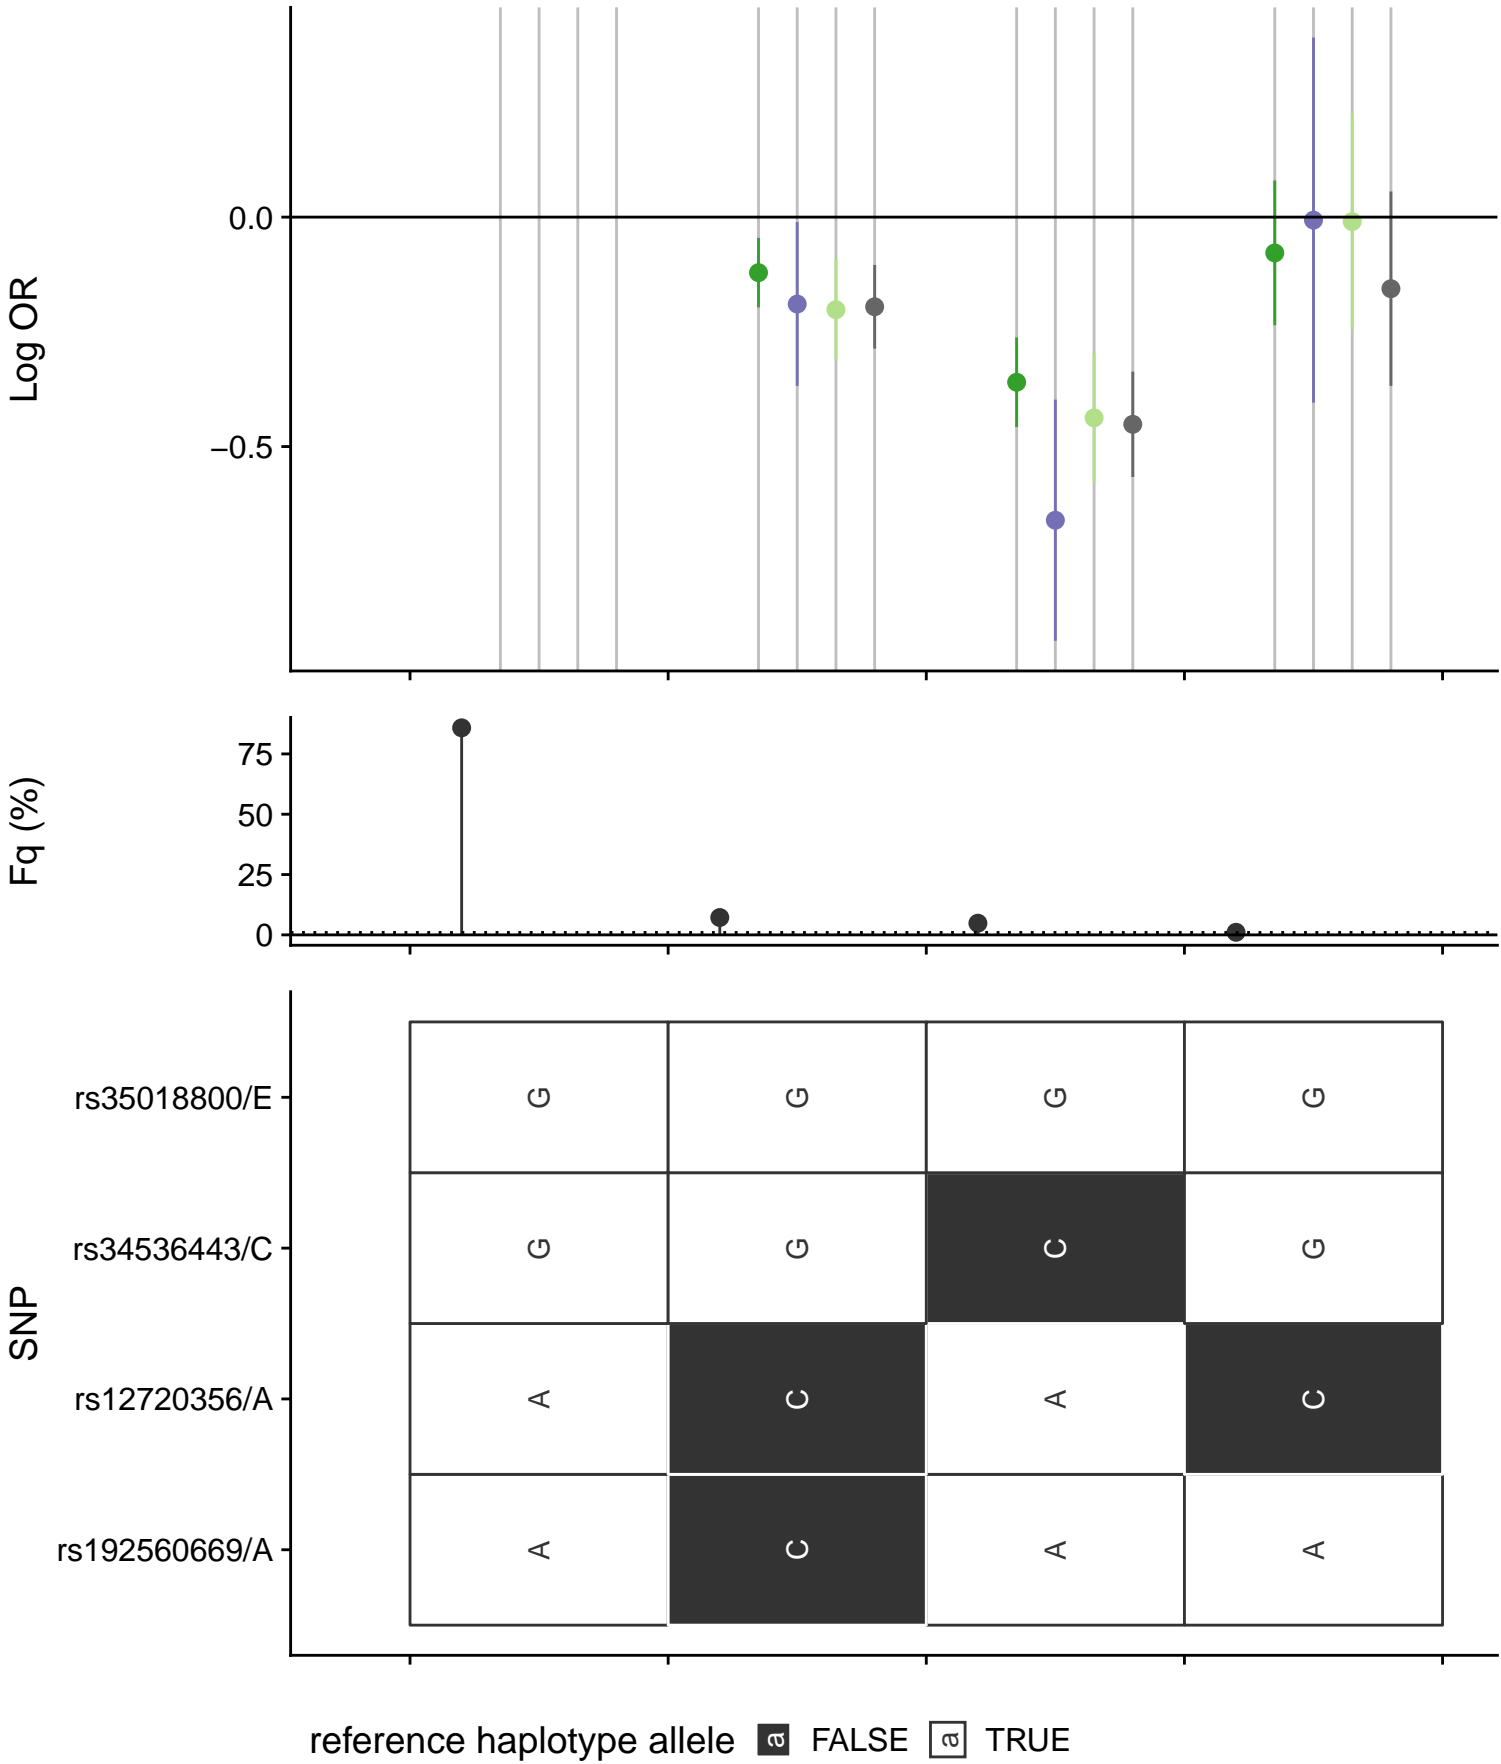 Log OR
0.0
−0.5
Fq (%)
75
50
25
0
SNP
rs35018800/E G G G G
rs34536443/C G G C G
rs12720356/A A C A C
rs192560669/A A C A A
reference haplotype allele a FALSE a TRUE